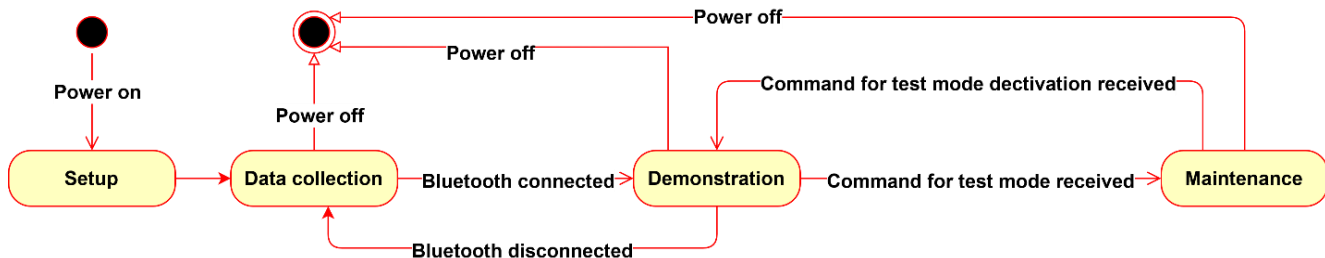 Power off
Power off
Command for test mode dectivation received
Power on
Power off
Setup
Data collection
Bluetooth connected
Demonstration
Command for test mode received
Maintenance
Bluetooth disconnected